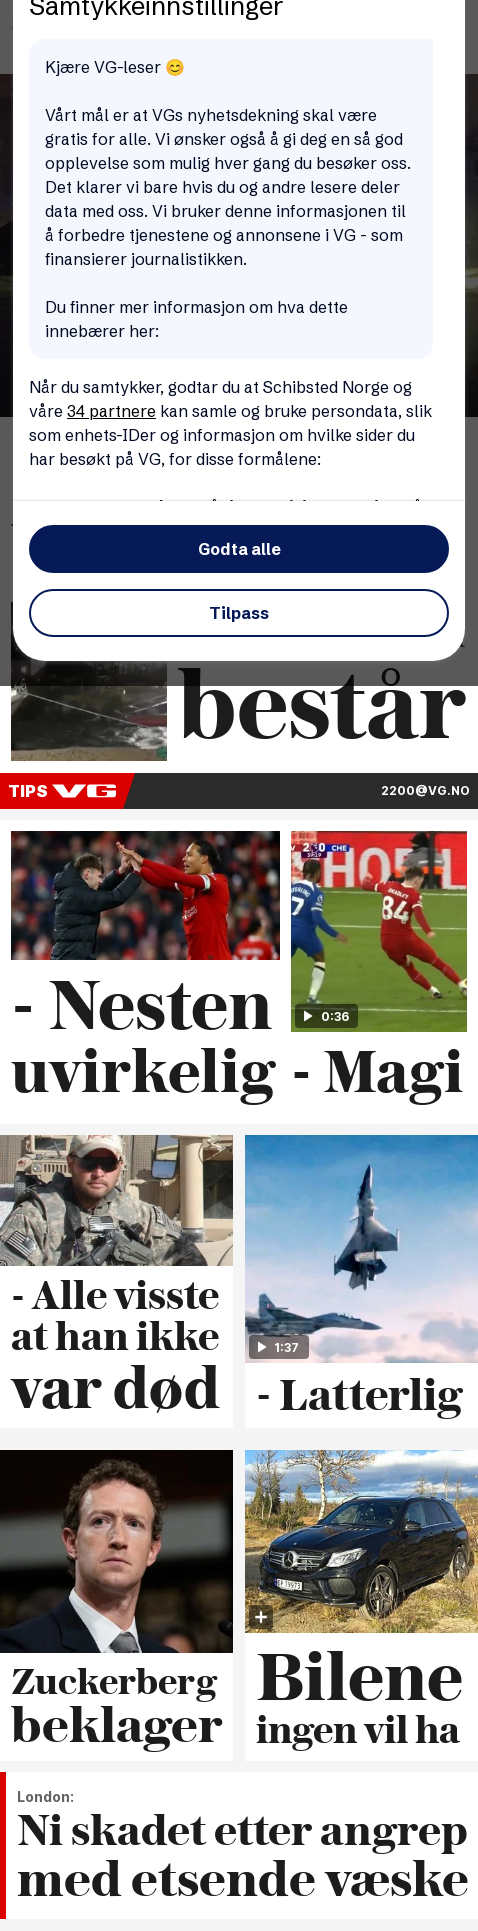 Samtykkeinnstillinger
Kjære VG-leser 😊
Vårt mål er at VGs nyhetsdekning skal være
gratis for alle. Vi ønsker også å gi deg en så god
opplevelse som mulig hver gang du besøker oss.
Det klarer vi bare hvis du og andre lesere deler
data med oss. Vi bruker denne informasjonen til
å forbedre tjenestene og annonsene i VG - som
finansierer journalistikken.
Du finner mer informasjon om hva dette
innebærer her:
Når du samtykker, godtar du at Schibsted Norge og
våre 34 partnere kan samle og bruke persondata, slik
som enhets-IDer og informasjon om hvilke sider du
har besøkt på VG, for disse formålene:
Godta alle
Tilpass
består
TIPS VG
2200@VG.NO
2 0 CHE
39:19
84
7
0:36
- Nesten
uvirkelig
- Magi
- Alle visste
at han ikke
var død
1:37
- Latterlig
Zuckerberg
beklager
Bilene
ingen vil ha
London:
Ni skadet etter angrep
med etsende væske